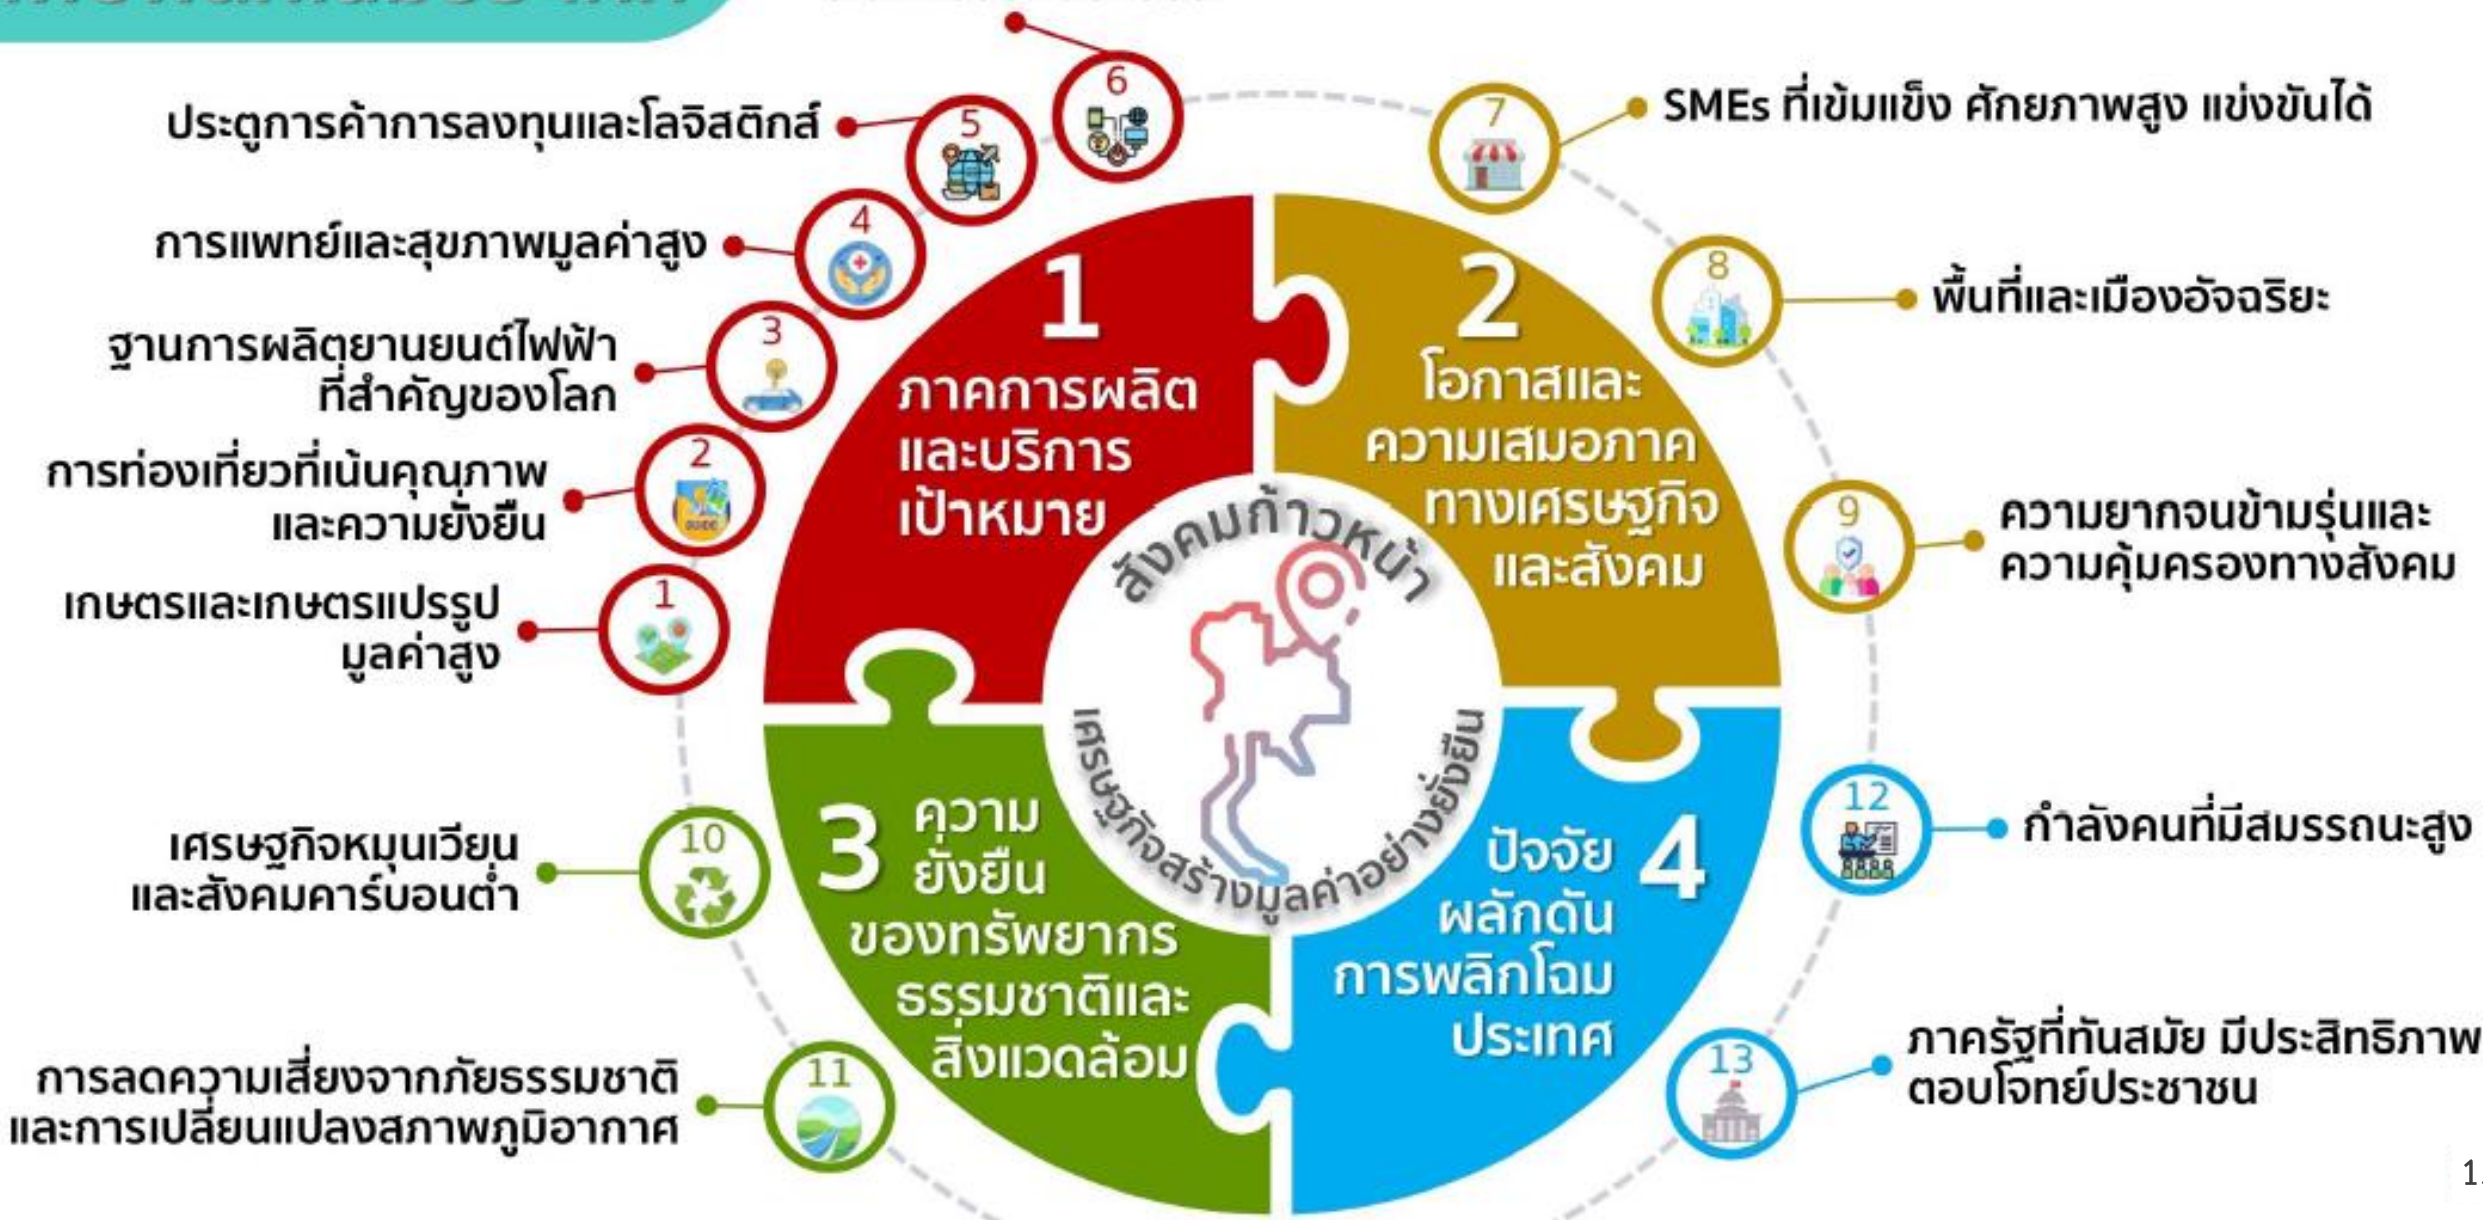 6
ประตูการค้าการลงทุนและโลจิสติกส์
5
การแพทย์และสุขภาพมูลค่าสูง
4
ฐานการผลิตยานยนต์ไฟฟ้า
ที่สำคัญของโลก
3
การท่องเที่ยวที่เน้นคุณภาพ
และความยั่งยืน
2
GUIDE
เกษตรและเกษตรแปรรูป
มูลค่าสูง
1
7
SMEs ที่เข้มแข็ง ศักยภาพสูง แข่งขันได้
8
พื้นที่และเมืองอัจฉริยะ
9
ความยากจนข้ามรุ่นและ
ความคุ้มครองทางสังคม
1
ภาคการผลิต
และบริการ
เป้าหมาย
2
โอกาสและ
ความเสมอภาค
ทางเศรษฐกิจ
และสังคม
สังคมก้าวหน้า
เศรษฐกิจสร้างมูลค่าอย่างยั่งยืน
3
ความ
ยั่งยืน
ของทรัพยากร
ธรรมชาติและ
สิ่งแวดล้อม
4
ปัจจัย
ผลักดัน
การพลิกโฉม
ประเทศ
เศรษฐกิจหมุนเวียน
และสังคมคาร์บอนต่ำ
10
การลดความเสี่ยงจากภัยธรรมชาติ
และการเปลี่ยนแปลงสภาพภูมิอากาศ
11
12
กำลังคนที่มีสมรรถนะสูง
13
ภาครัฐที่ทันสมัย มีประสิทธิภาพ
ตอบโจทย์ประชาชน